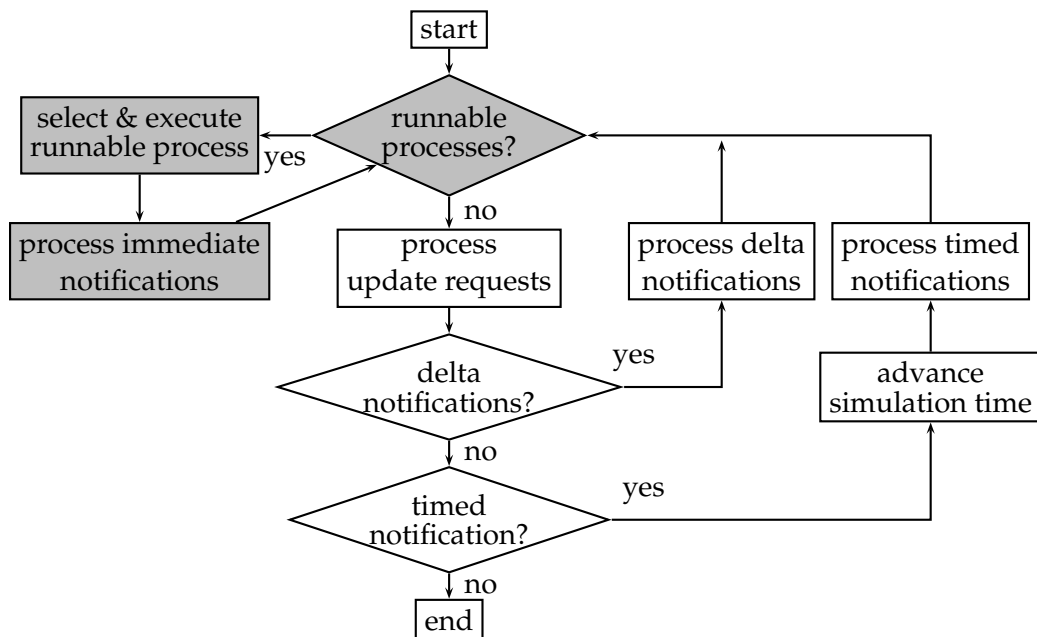 start
select & execute
runnable process
runnable
processes?
yes
no
process immediate
notifications
process
update requests
process delta
notifications
process timed
notifications
delta
notifications?
yes
advance
simulation time
no
timed
notification?
yes
no
end